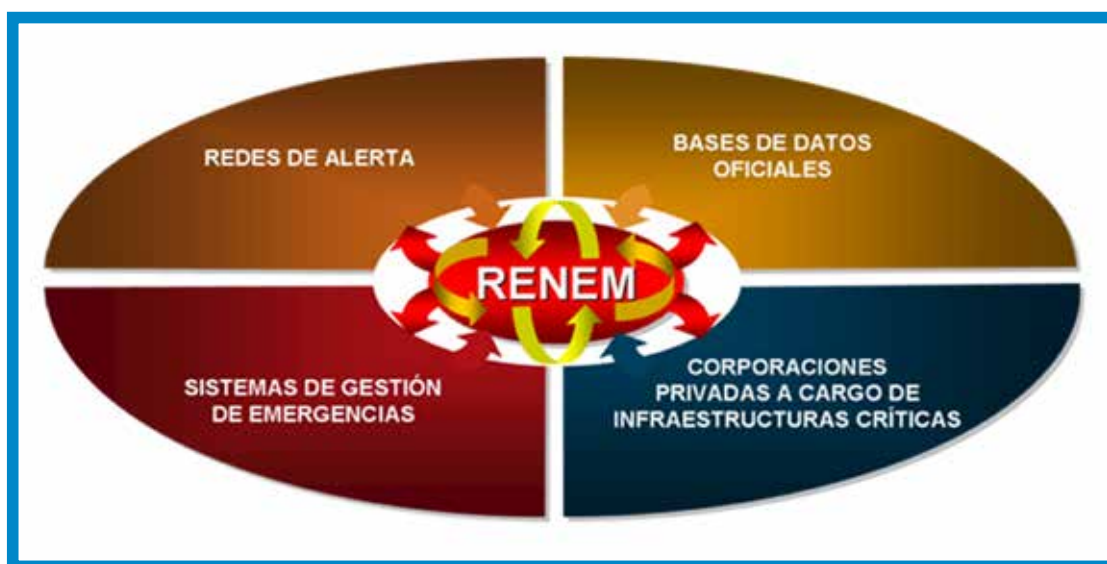 REDES DE ALERTA
BASES DE DATOS
OFICIALES
RENEM
SISTEMAS DE GESTIÓN
DE EMERGENCIAS
CORPORACIONES
PRIVADAS A CARGO DE
INFRAESTRUCTURAS CRÍTICAS